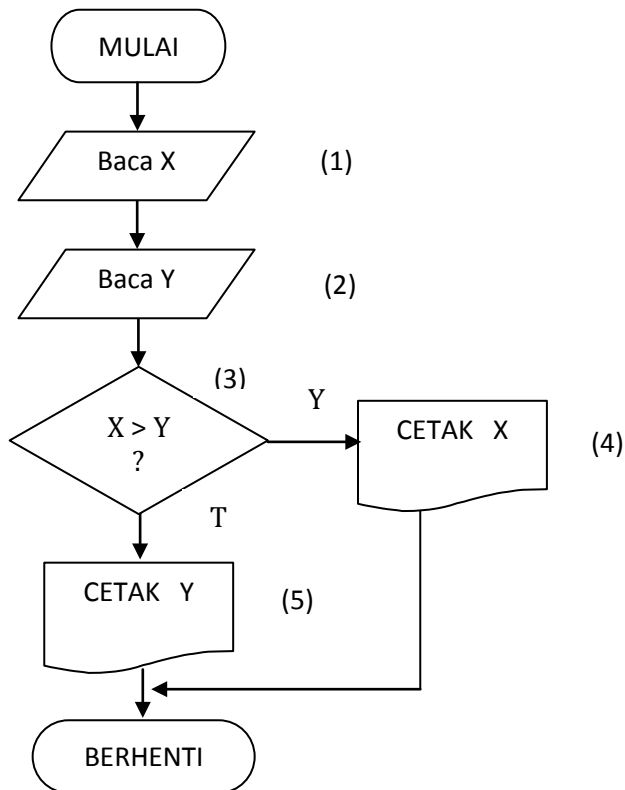 MULAI
Baca X
(1)
Baca Y
(2)
(3)
X > Y
?
Y
CETAK X
(4)
T
CETAK Y
(5)
BERHENTI